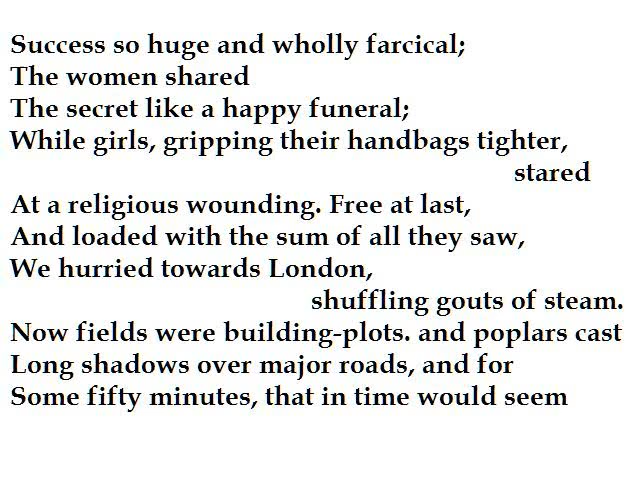 Success so huge and wholly farcical;
The women shared
The secret like a happy funeral;
While girls, gripping their handbags tighter,
stared
At a religious wounding. Free at last,
And loaded with the sum of all they saw,
We hurried towards London,
shuffling gouts of steam.
Now fields were building-plots. and poplars cast
Long shadows over major roads, and for
Some fifty minutes, that in time would seem